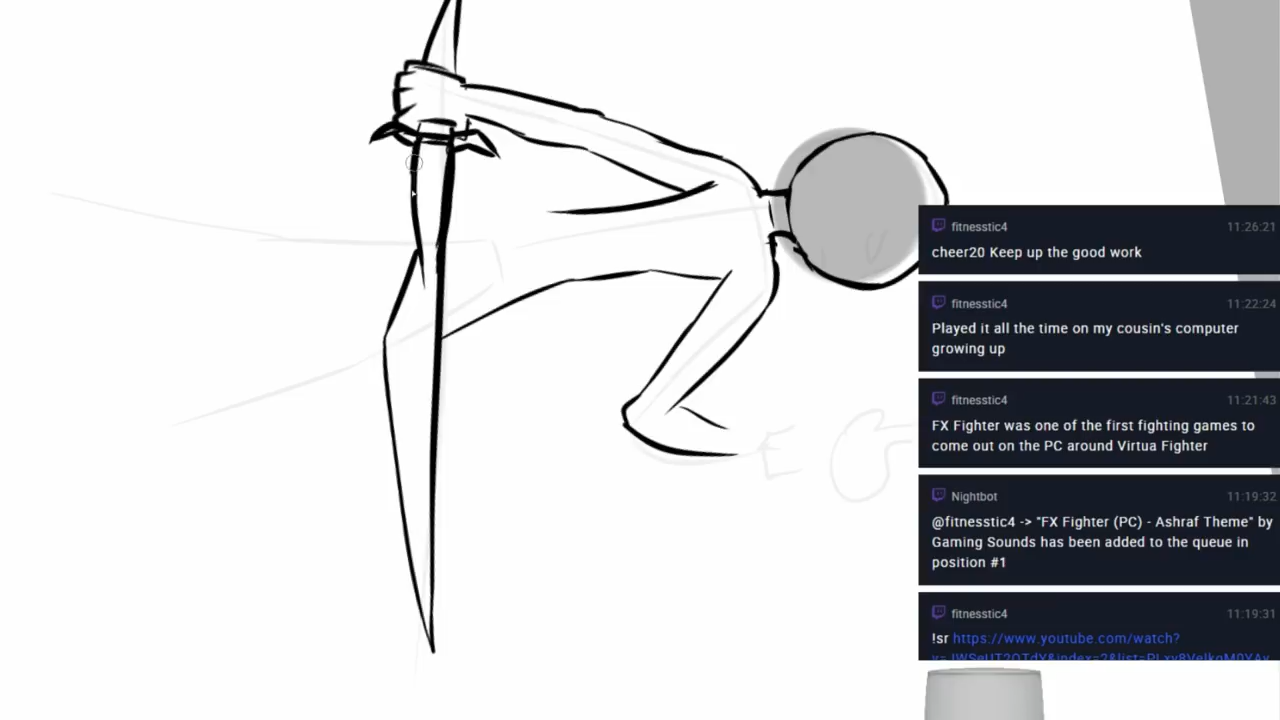 fitnesstic4 11:26:21
cheer20 Keep up the good work
fitnesstic4 11:22:24
Played it all the time on my cousin's computer
growing up
fitnesstic4 11:21:43
FX Fighter was one of the first fighting games to
come out on the PC around Virtua Fighter
Nightbot 11:19:32
@fitnesstic4 -> "FX Fighter (PC) - Ashraf Theme" by
Gaming Sounds has been added to the queue in
position #1
fitnesstic4 11:19:31
!sr https://www.youtube.com/watch?